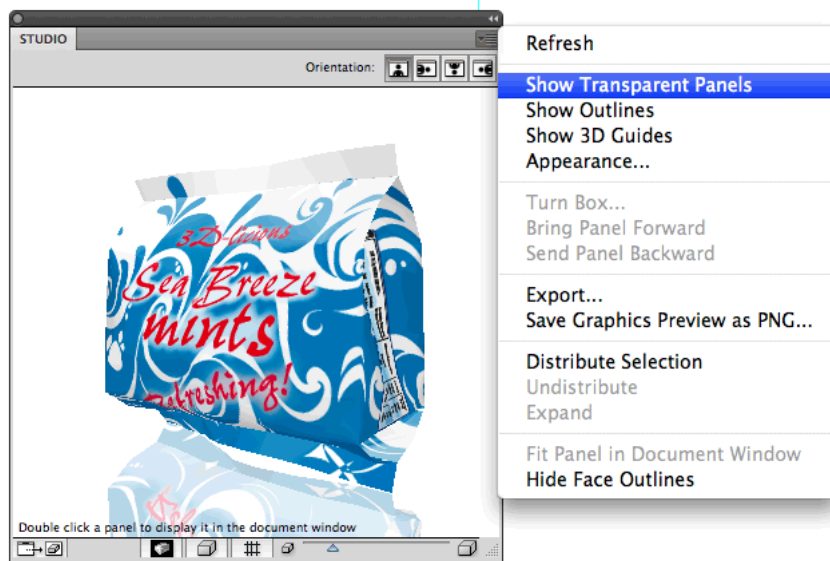 STUDIO
Orientation:
3D-licious
Sea Breeze
mints
Refreshing!
Double click a panel to display it in the document window
Refresh
Show Transparent Panels
Show Outlines
Show 3D Guides
Appearance...
Turn Box...
Bring Panel Forward
Send Panel Backward
Export...
Save Graphics Preview as PNG...
Distribute Selection
Undistribute
Expand
Fit Panel in Document Window
Hide Face Outlines